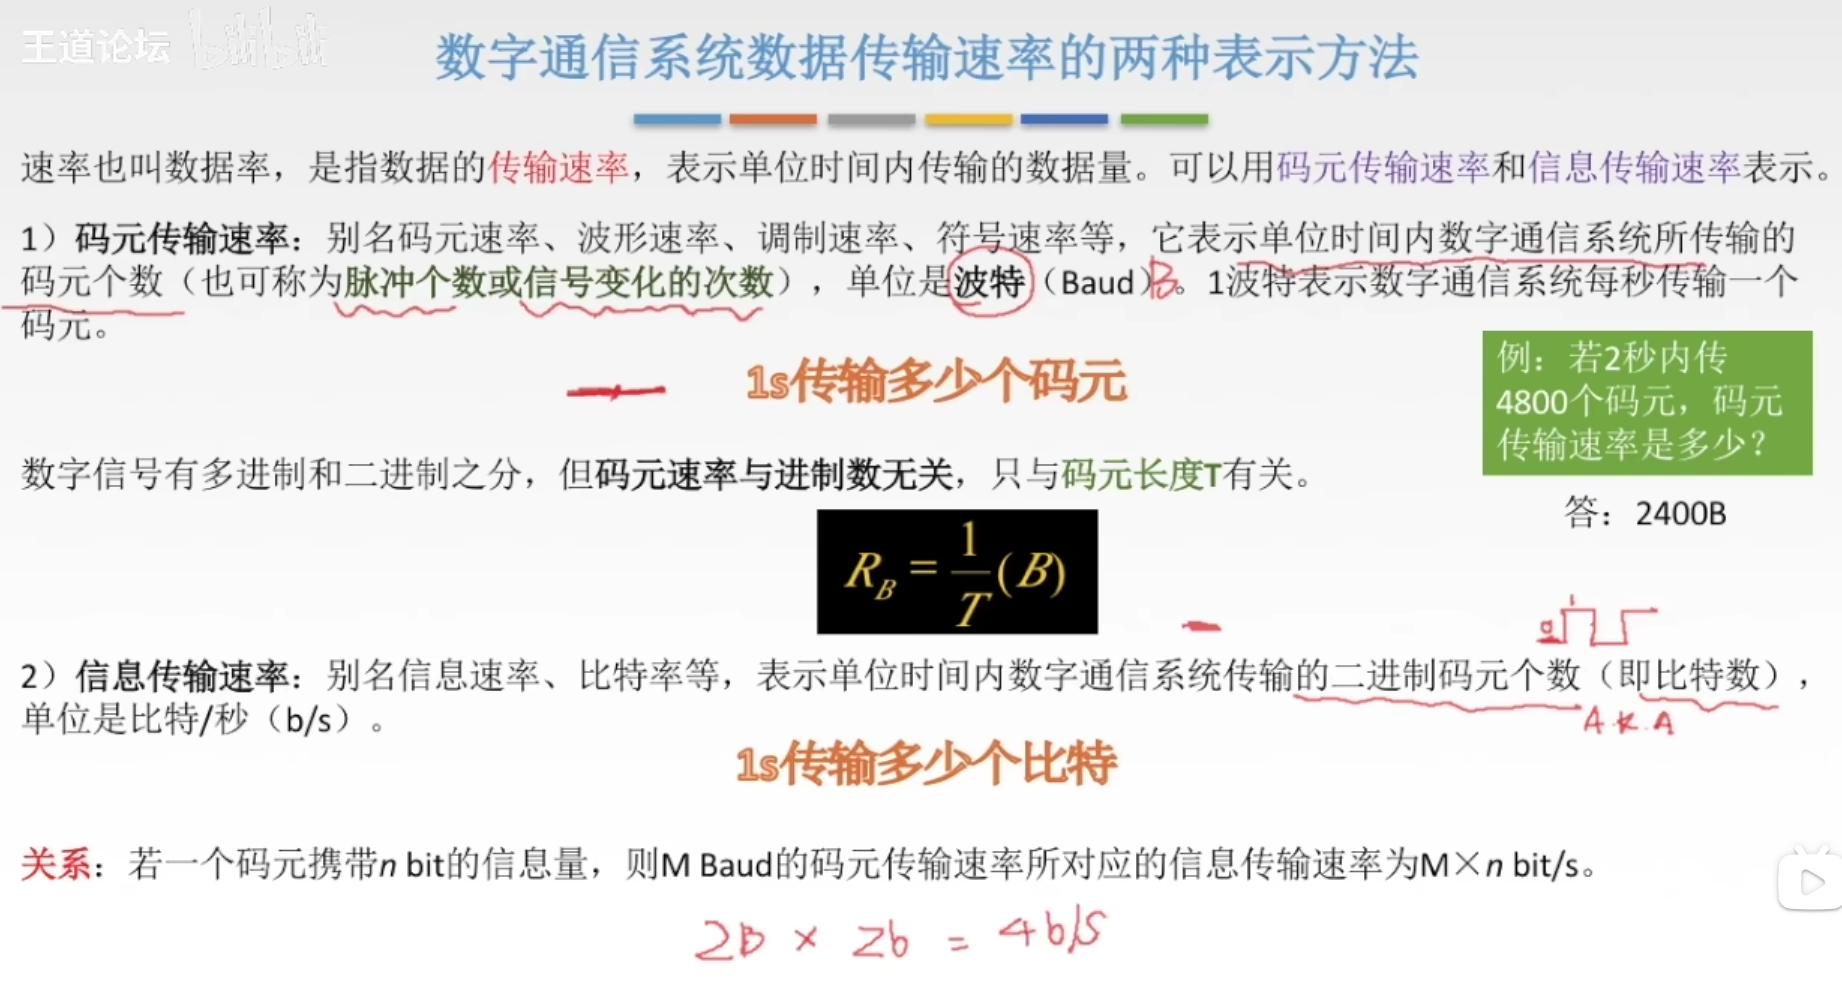 王道论坛 bilibili
数字通信系统数据传输速率的两种表示方法
速率也叫数据率，是指数据的传输速率，表示单位时间内传输的数据量。可以用码元传输速率和信息传输速率表示。
1）码元传输速率：别名码元速率、波形速率、调制速率、符号速率等，它表示单位时间内数字通信系统所传输的
码元个数（也可称为脉冲个数或信号变化的次数），单位是波特（Baud）B。1波特表示数字通信系统每秒传输一个
码元。
1s传输多少个码元
例：若2秒内传
4800个码元，码元
传输速率是多少？
答：2400B
数字信号有多进制和二进制之分，但码元速率与进制数无关，只与码元长度T有关。
R_B = 1/T (B)
0 1
2）信息传输速率：别名信息速率、比特率等，表示单位时间内数字通信系统传输的二进制码元个数（即比特数），
单位是比特/秒（b/s）。
A.K.A
1s传输多少个比特
关系：若一个码元携带n bit的信息量，则M Baud的码元传输速率所对应的信息传输速率为M×n bit/s。
2B × 2b = 4b/s